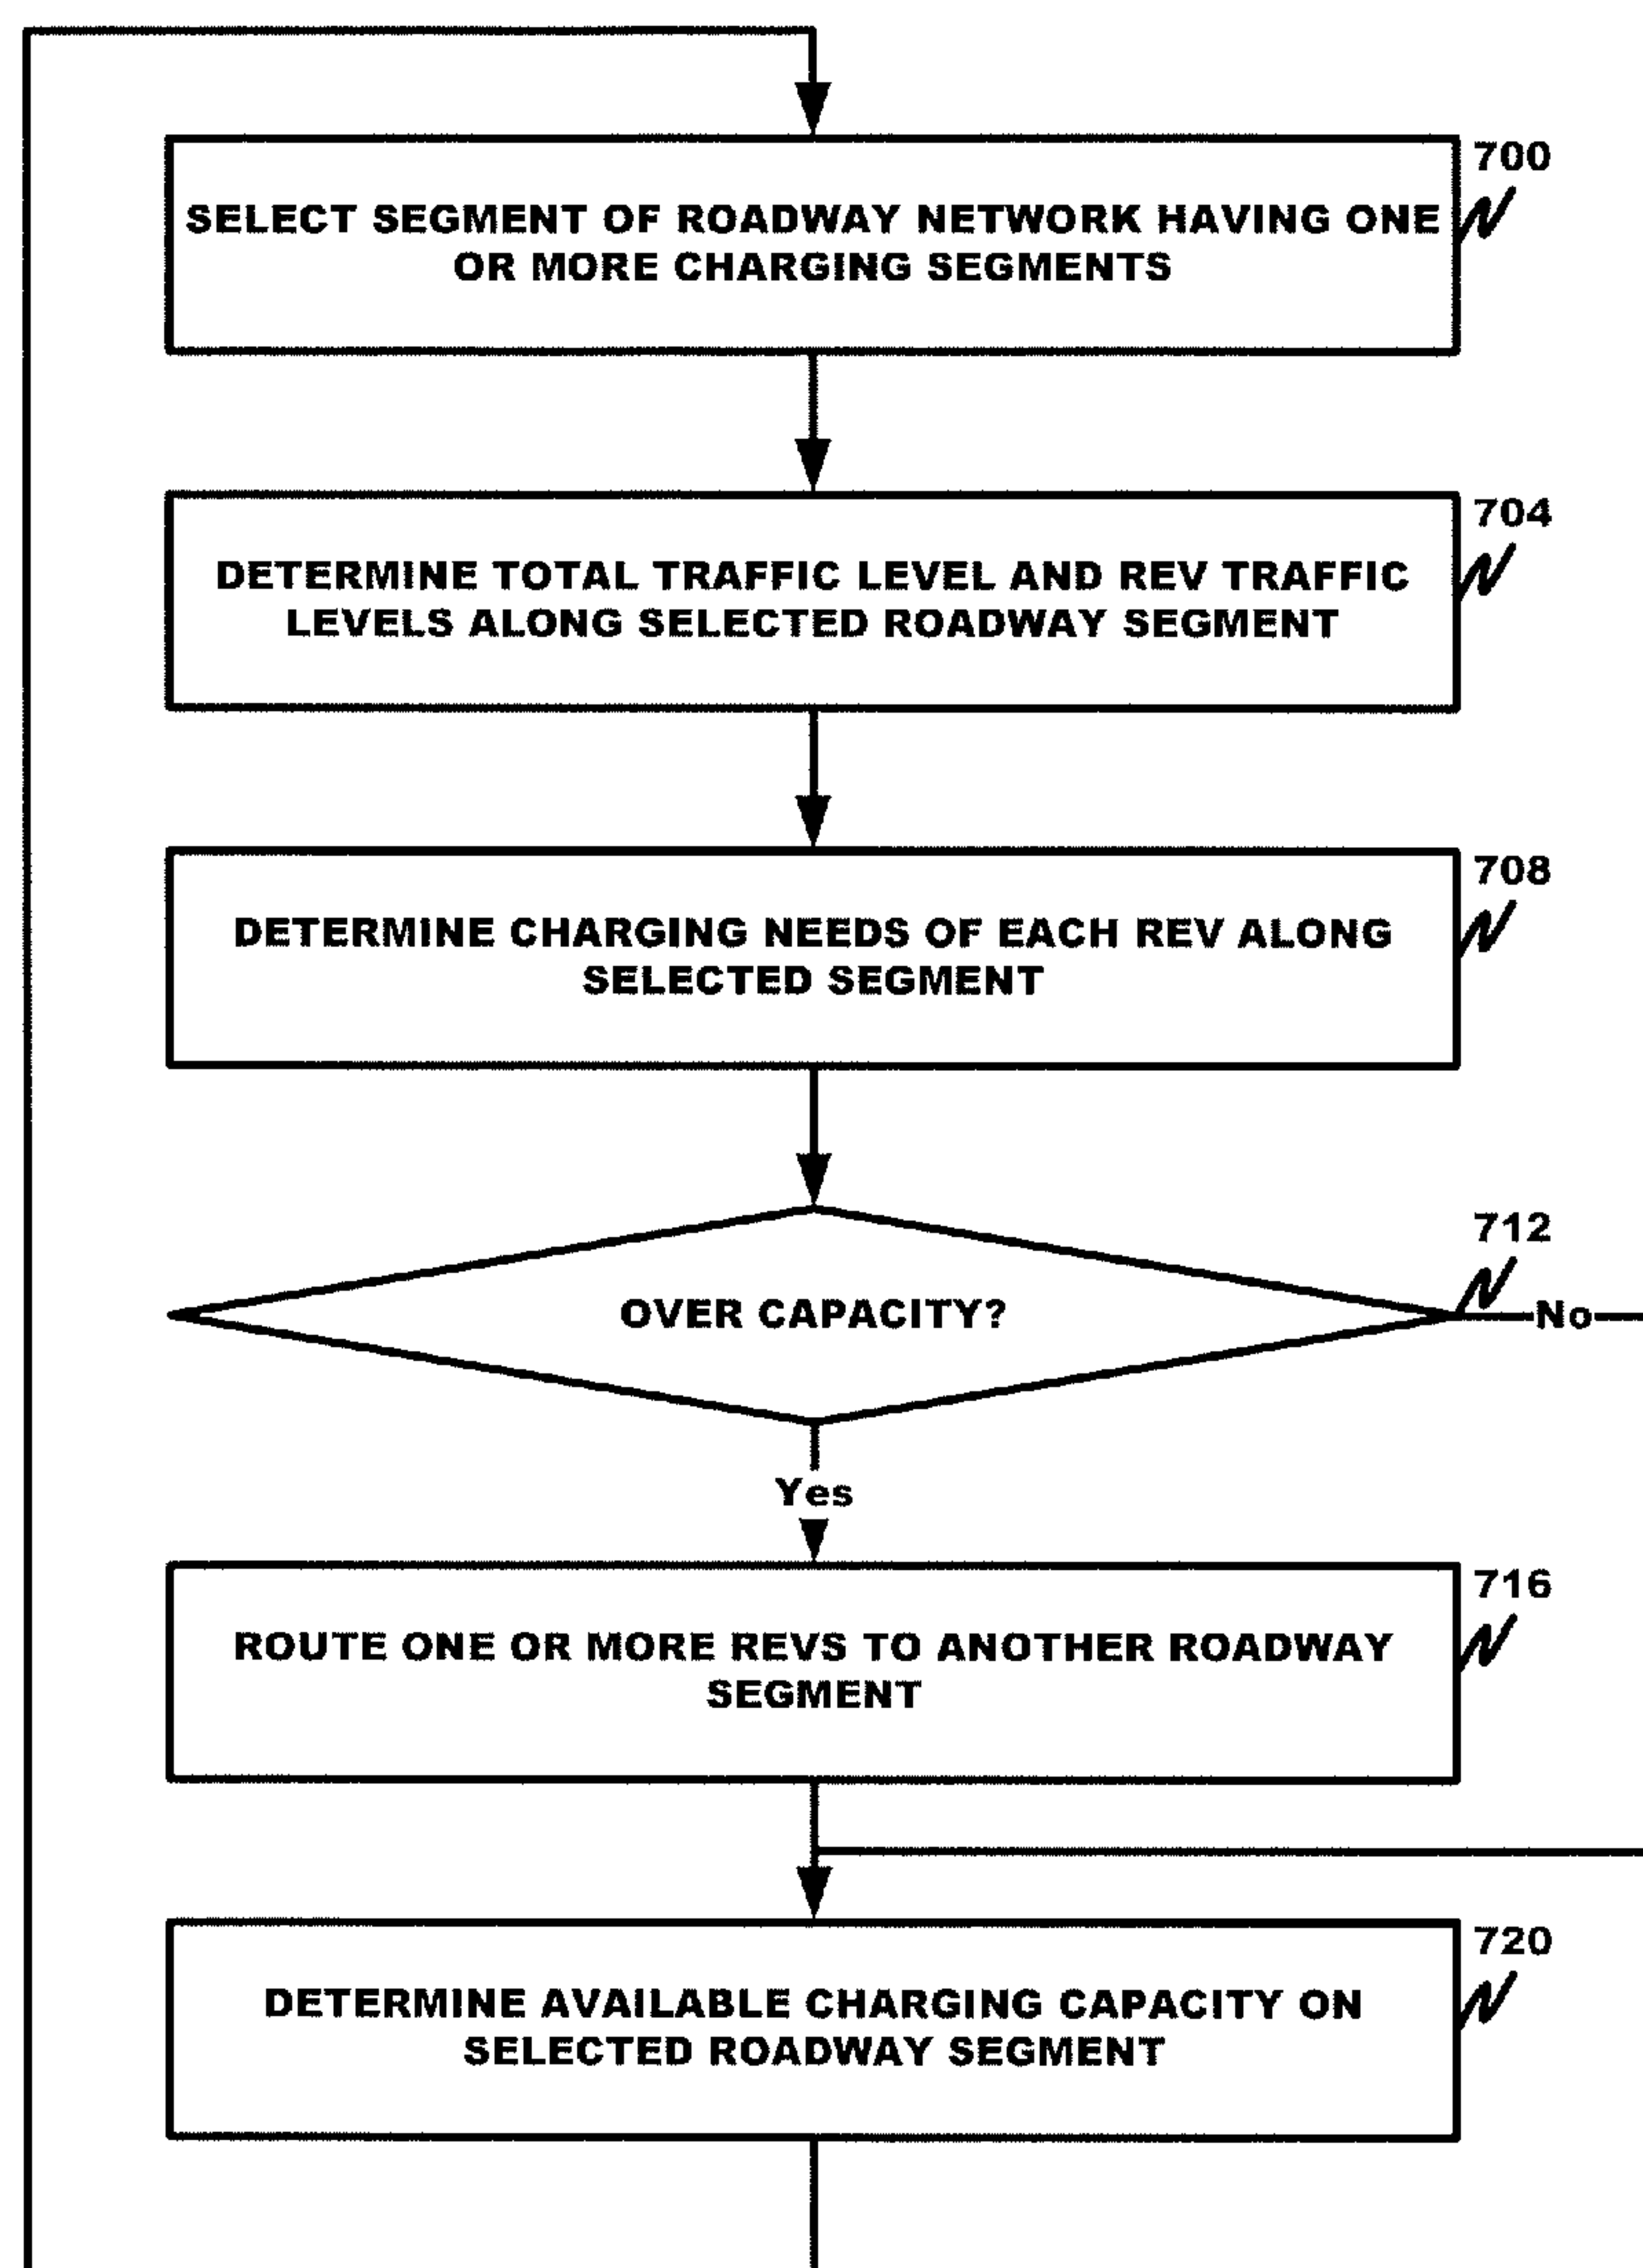 700
SELECT SEGMENT OF ROADWAY NETWORK HAVING ONE
OR MORE CHARGING SEGMENTS
704
DETERMINE TOTAL TRAFFIC LEVEL AND REV TRAFFIC
LEVELS ALONG SELECTED ROADWAY SEGMENT
708
DETERMINE CHARGING NEEDS OF EACH REV ALONG
SELECTED SEGMENT
712
OVER CAPACITY?
No
Yes
716
ROUTE ONE OR MORE REVS TO ANOTHER ROADWAY
SEGMENT
720
DETERMINE AVAILABLE CHARGING CAPACITY ON
SELECTED ROADWAY SEGMENT